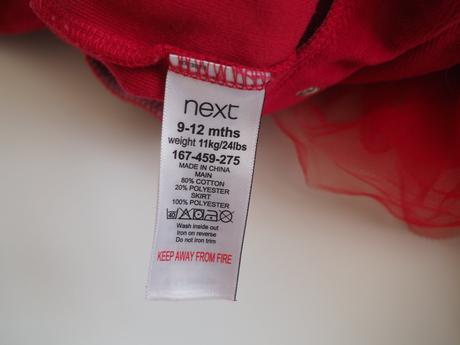 next
9-12 mths
weight 11kg/24lbs
167-459-275
MADE IN CHINA
MAIN
80% COTTON
20% POLYESTER
SKIRT
100% POLYESTER
40
Wash inside out
Iron on reverse
Do not iron trim
KEEP AWAY FROM FIRE